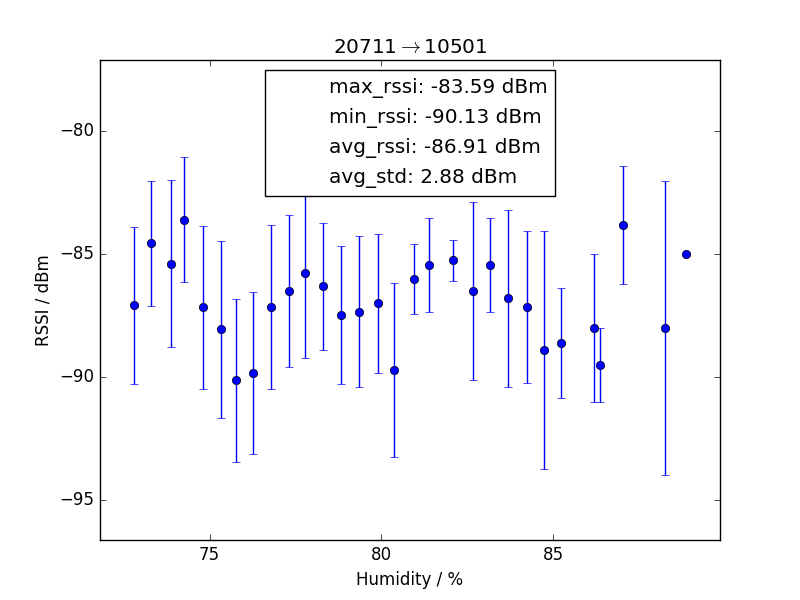 20711→10501
max_rssi: -83.59 dBm
min_rssi: -90.13 dBm
avg_rssi: -86.91 dBm
avg_std: 2.88 dBm
−80
−85
−90
−95
RSSI / dBm
75 80 85
Humidity / %